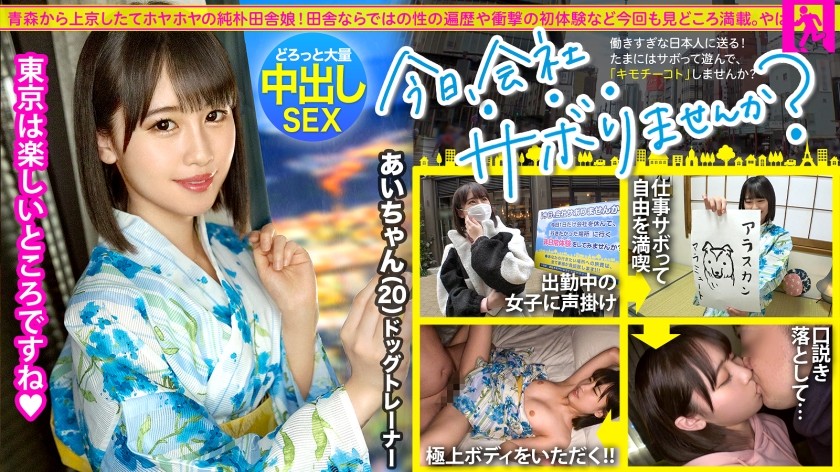 青森から上京したてホヤホヤの純朴田舎娘！田舎ならではの性の遍歴や衝撃の初体験など今回も見どころ満載。やは
東京は楽しいところですね♥
どろっと大量
中出し
SEX
今日、会社
サボりませんか？
働きすぎな日本人に送る！
たまにはサボって遊んで、
「キモチーコト」しませんか？
あいちゃん(20)ドッグトレーナー
出勤中の
女子に声掛け
仕事サボって
自由を満喫
アラスカン
マラミュート
極上ボディをいただく!!
口説き
落として…